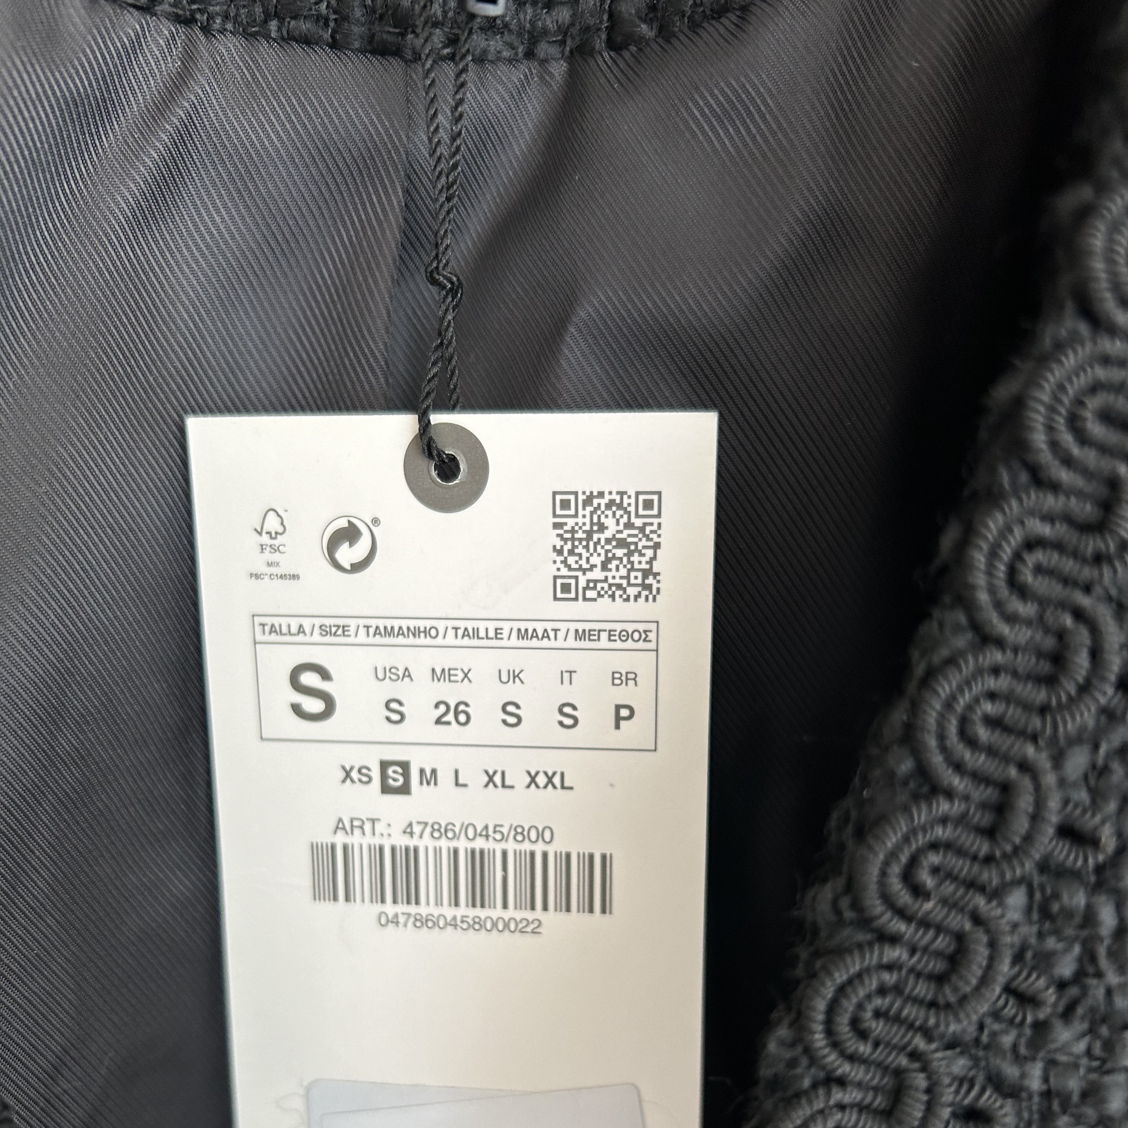 FSC
MIX
FSC™ C145389
®
TALLA / SIZE / TAMANHO / TAILLE / MAAT / ΜΕΓΕΘΟΣ
S
USA MEX UK IT BR
S 26 S S P
XS S M L XL XXL
ART.: 4786/045/800
04786045800022